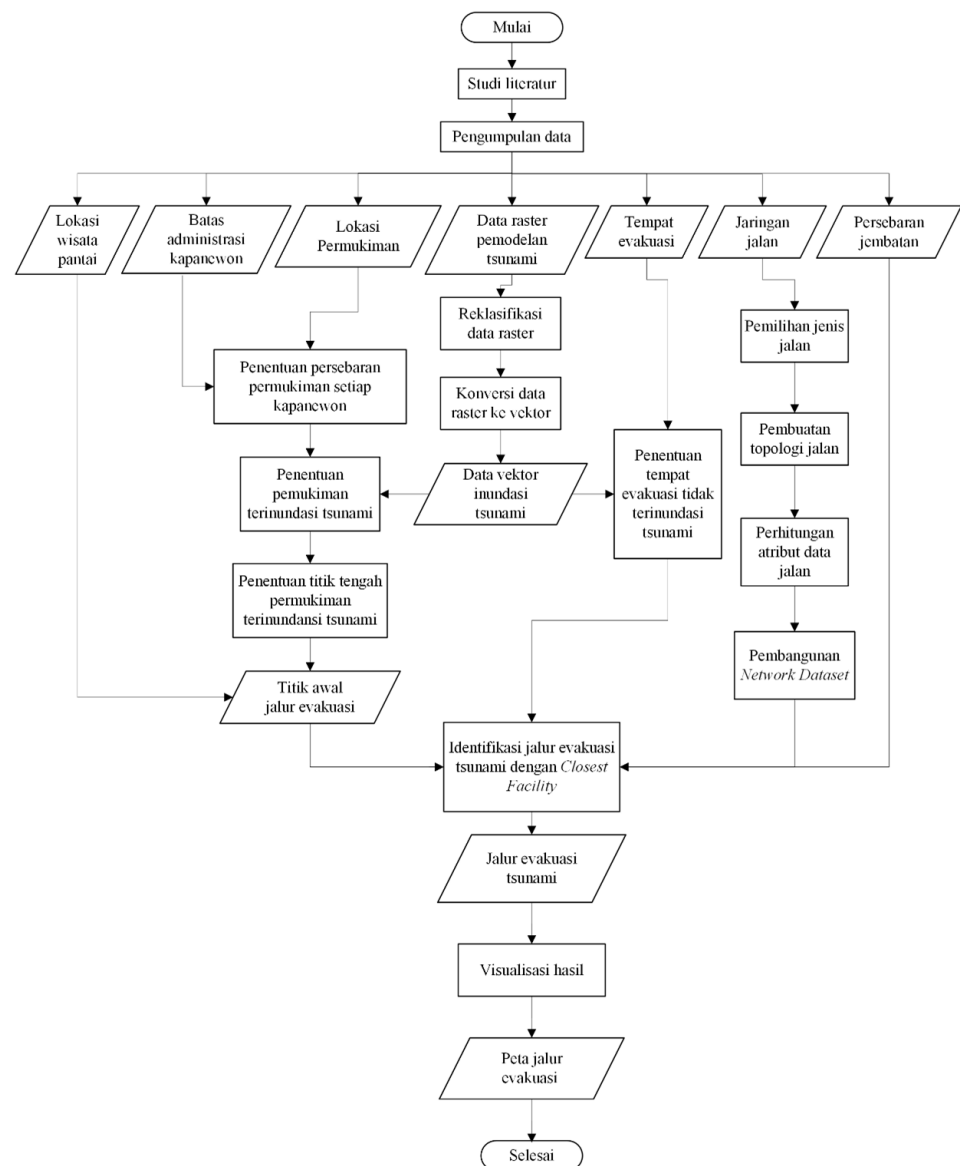 Mulai
Studi literatur
Pengumpulan data
Lokasi
wisata
pantai
Batas
administrasi
kapanewon
Lokasi
Permukiman
Data raster
pemodelan
tsunami
Tempat
evakuasi
Jaringan
jalan
Persebaran
jembatan
Reklasifikasi
data raster
Pemilihan jenis
jalan
Penentuan persebaran
permukiman setiap
kapanewon
Konversi data
raster ke vektor
Pembuatan
topologi jalan
Penentuan
pemukiman
terinundasi tsunami
Data vektor
inundasi
tsunami
Penentuan
tempat
evakuasi tidak
terinundasi
tsunami
Perhitungan
atribut data
jalan
Penentuan titik tengah
permukiman
terinundansi tsunami
Pembangunan
Network Dataset
Titik awal
jalur evakuasi
Identifikasi jalur evakuasi
tsunami dengan Closest
Facility
Jalur evakuasi
tsunami
Visualisasi hasil
Peta jalur
evakuasi
Selesai